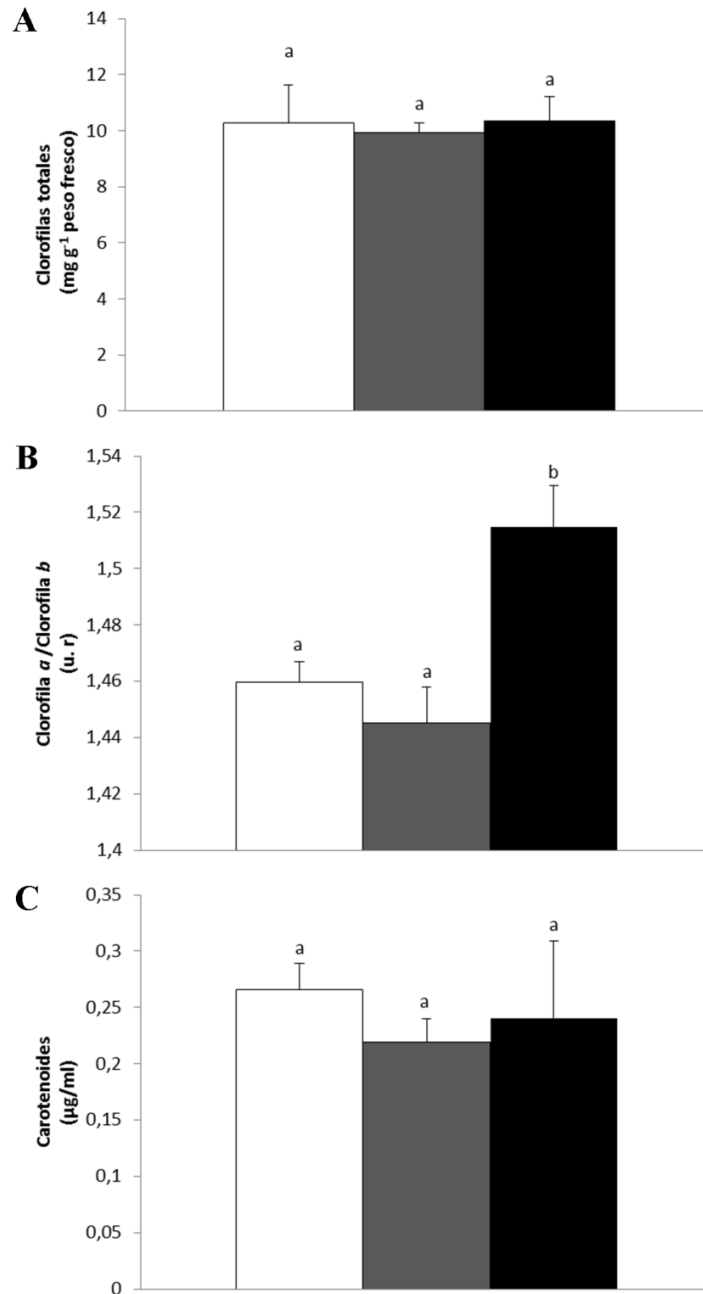 A
14
12
10
8
6
4
2
0
Clorofilas totales
(mg g⁻¹ peso fresco)
a
a
a
B
1,54
1,52
1,5
1,48
1,46
1,44
1,42
1,4
Clorofila a/Clorofila b
(u. r)
a
a
b
C
0,35
0,3
0,25
0,2
0,15
0,1
0,05
0
Carotenoides
(µg/ml)
a
a
a